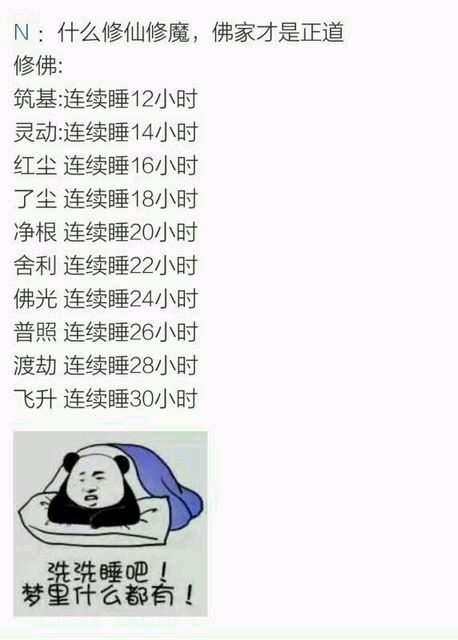 N：什么修仙修魔，佛家才是正道
修佛:
筑基:连续睡12小时
灵动:连续睡14小时
红尘 连续睡16小时
了尘 连续睡18小时
净根 连续睡20小时
舍利 连续睡22小时
佛光 连续睡24小时
普照 连续睡26小时
渡劫 连续睡28小时
飞升 连续睡30小时
洗洗睡吧！
梦里什么都有！